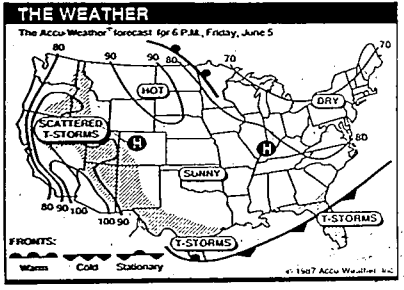 THE WEATHER
The Accu-Weather® forecast for 6 P.M., Friday, June 5
80 90 90 80 70 70
HOT
DRY
SCATTERED
T-STORMS
H
H
80
SUNNY
80 90 100 100 90
T-STORMS
T-STORMS
FRONTS:
Warm Cold Stationary
© 1987 Accu-Weather, Inc.